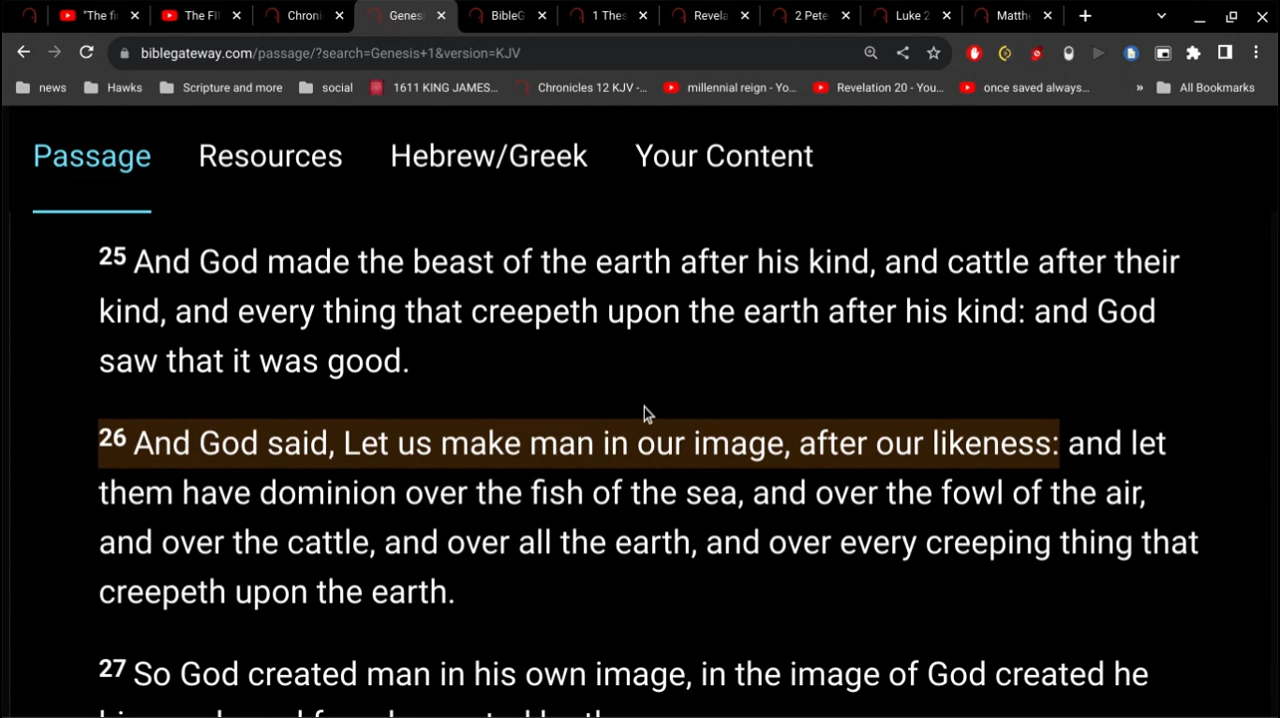 "The fi
The FII
Chroni
Genesi
BibleG
1 Thes
Revela
2 Pete
Luke 2
Matthe
biblegateway.com/passage/?search=Genesis+1&version=KJV
news
Hawks
Scripture and more
social
1611 KING JAMES...
Chronicles 12 KJV -...
millennial reign - Yo...
Revelation 20 - You...
once saved always...
»
All Bookmarks
Passage
Resources
Hebrew/Greek
Your Content
25 And God made the beast of the earth after his kind, and cattle after their
kind, and every thing that creepeth upon the earth after his kind: and God
saw that it was good.
26 And God said, Let us make man in our image, after our likeness: and let
them have dominion over the fish of the sea, and over the fowl of the air,
and over the cattle, and over all the earth, and over every creeping thing that
creepeth upon the earth.
27 So God created man in his own image, in the image of God created he